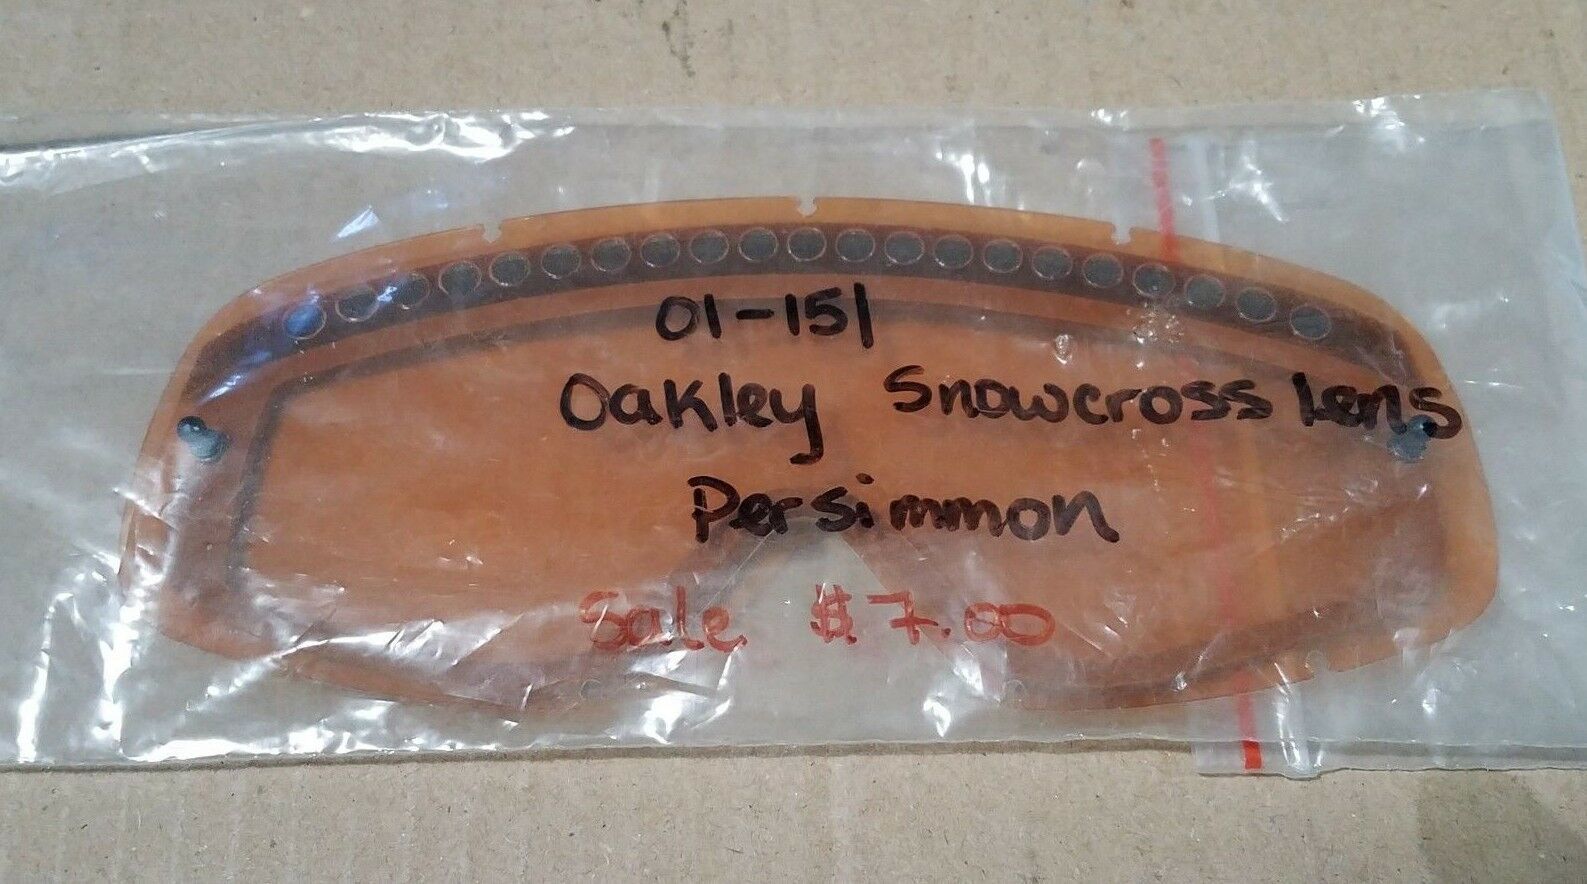 01-151
Oakley Snowcross Lens
Persimmon
Sale $7.00